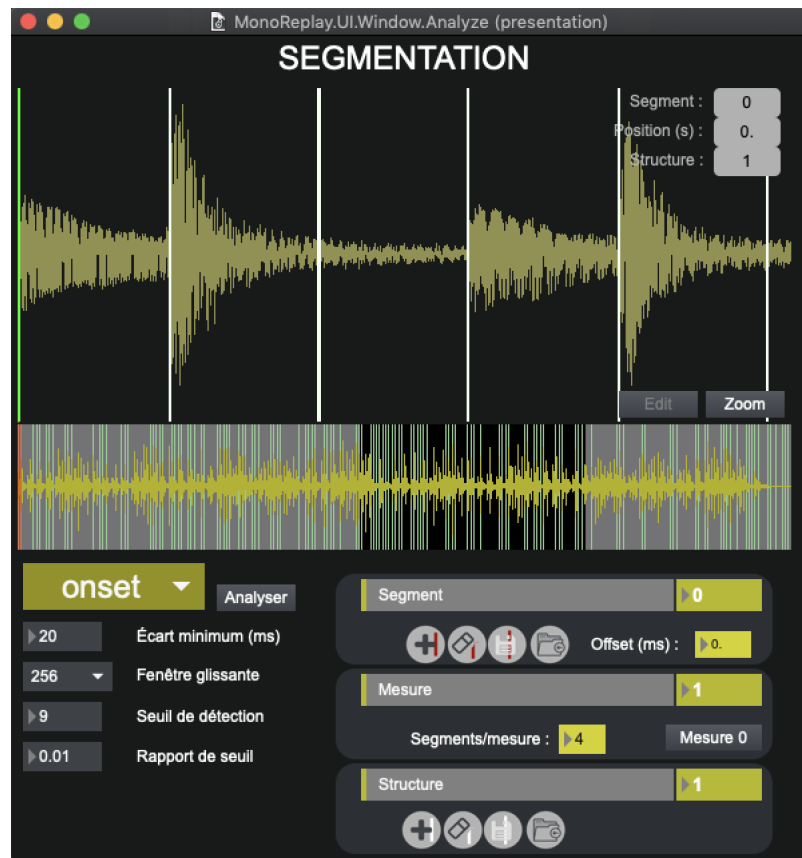 MonoReplay.UI.Window.Analyze (presentation)
SEGMENTATION
Segment : 0
Position (s) : 0.
Structure : 1
Edit Zoom
onset Analyser
20 Écart minimum (ms)
256 Fenêtre glissante
9 Seuil de détection
0.01 Rapport de seuil
Segment 0
Offset (ms) : 0.
Mesure 1
Segments/mesure : 4 Mesure 0
Structure 1